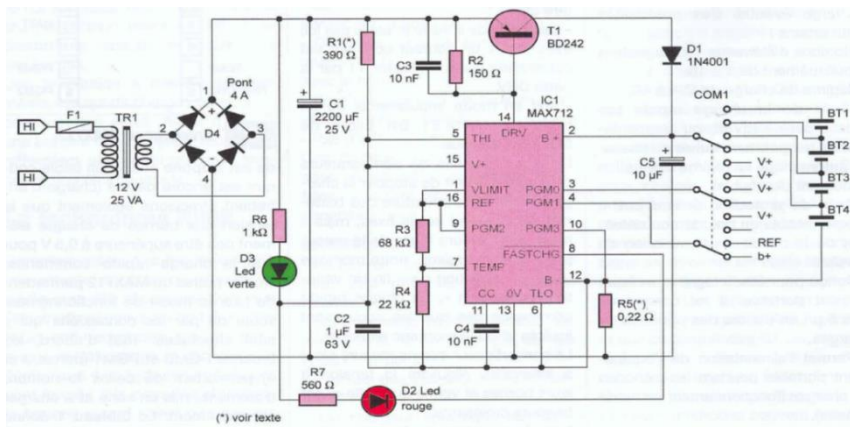 R1(*)
390 Ω
C3
10 nF
R2
150 Ω
T1
BD242
D1
1N4001
Pont
4 A
1
2
3
4
D4
C1
2200 µF
25 V
IC1
MAX712
COM1
BT1
BT2
BT3
BT4
HI
F1
TR1
HI
12 V
25 VA
14
DRV
5
THI
B +
2
15
V+
1
VLIMIT
16
REF
9
PGM2
7
TEMP
PGM0
3
PGM1
4
PGM3
10
FASTCHG
8
B -
12
CC
0V
TLO
11
13
6
C5
10 µF
V+
V+
V+
V+
REF
b+
R6
1 kΩ
D3
Led
verte
R3
68 kΩ
R4
22 kΩ
C2
1 µF
63 V
C4
10 nF
R5(*)
0,22 Ω
R7
560 Ω
D2 Led
rouge
(*) voir texte